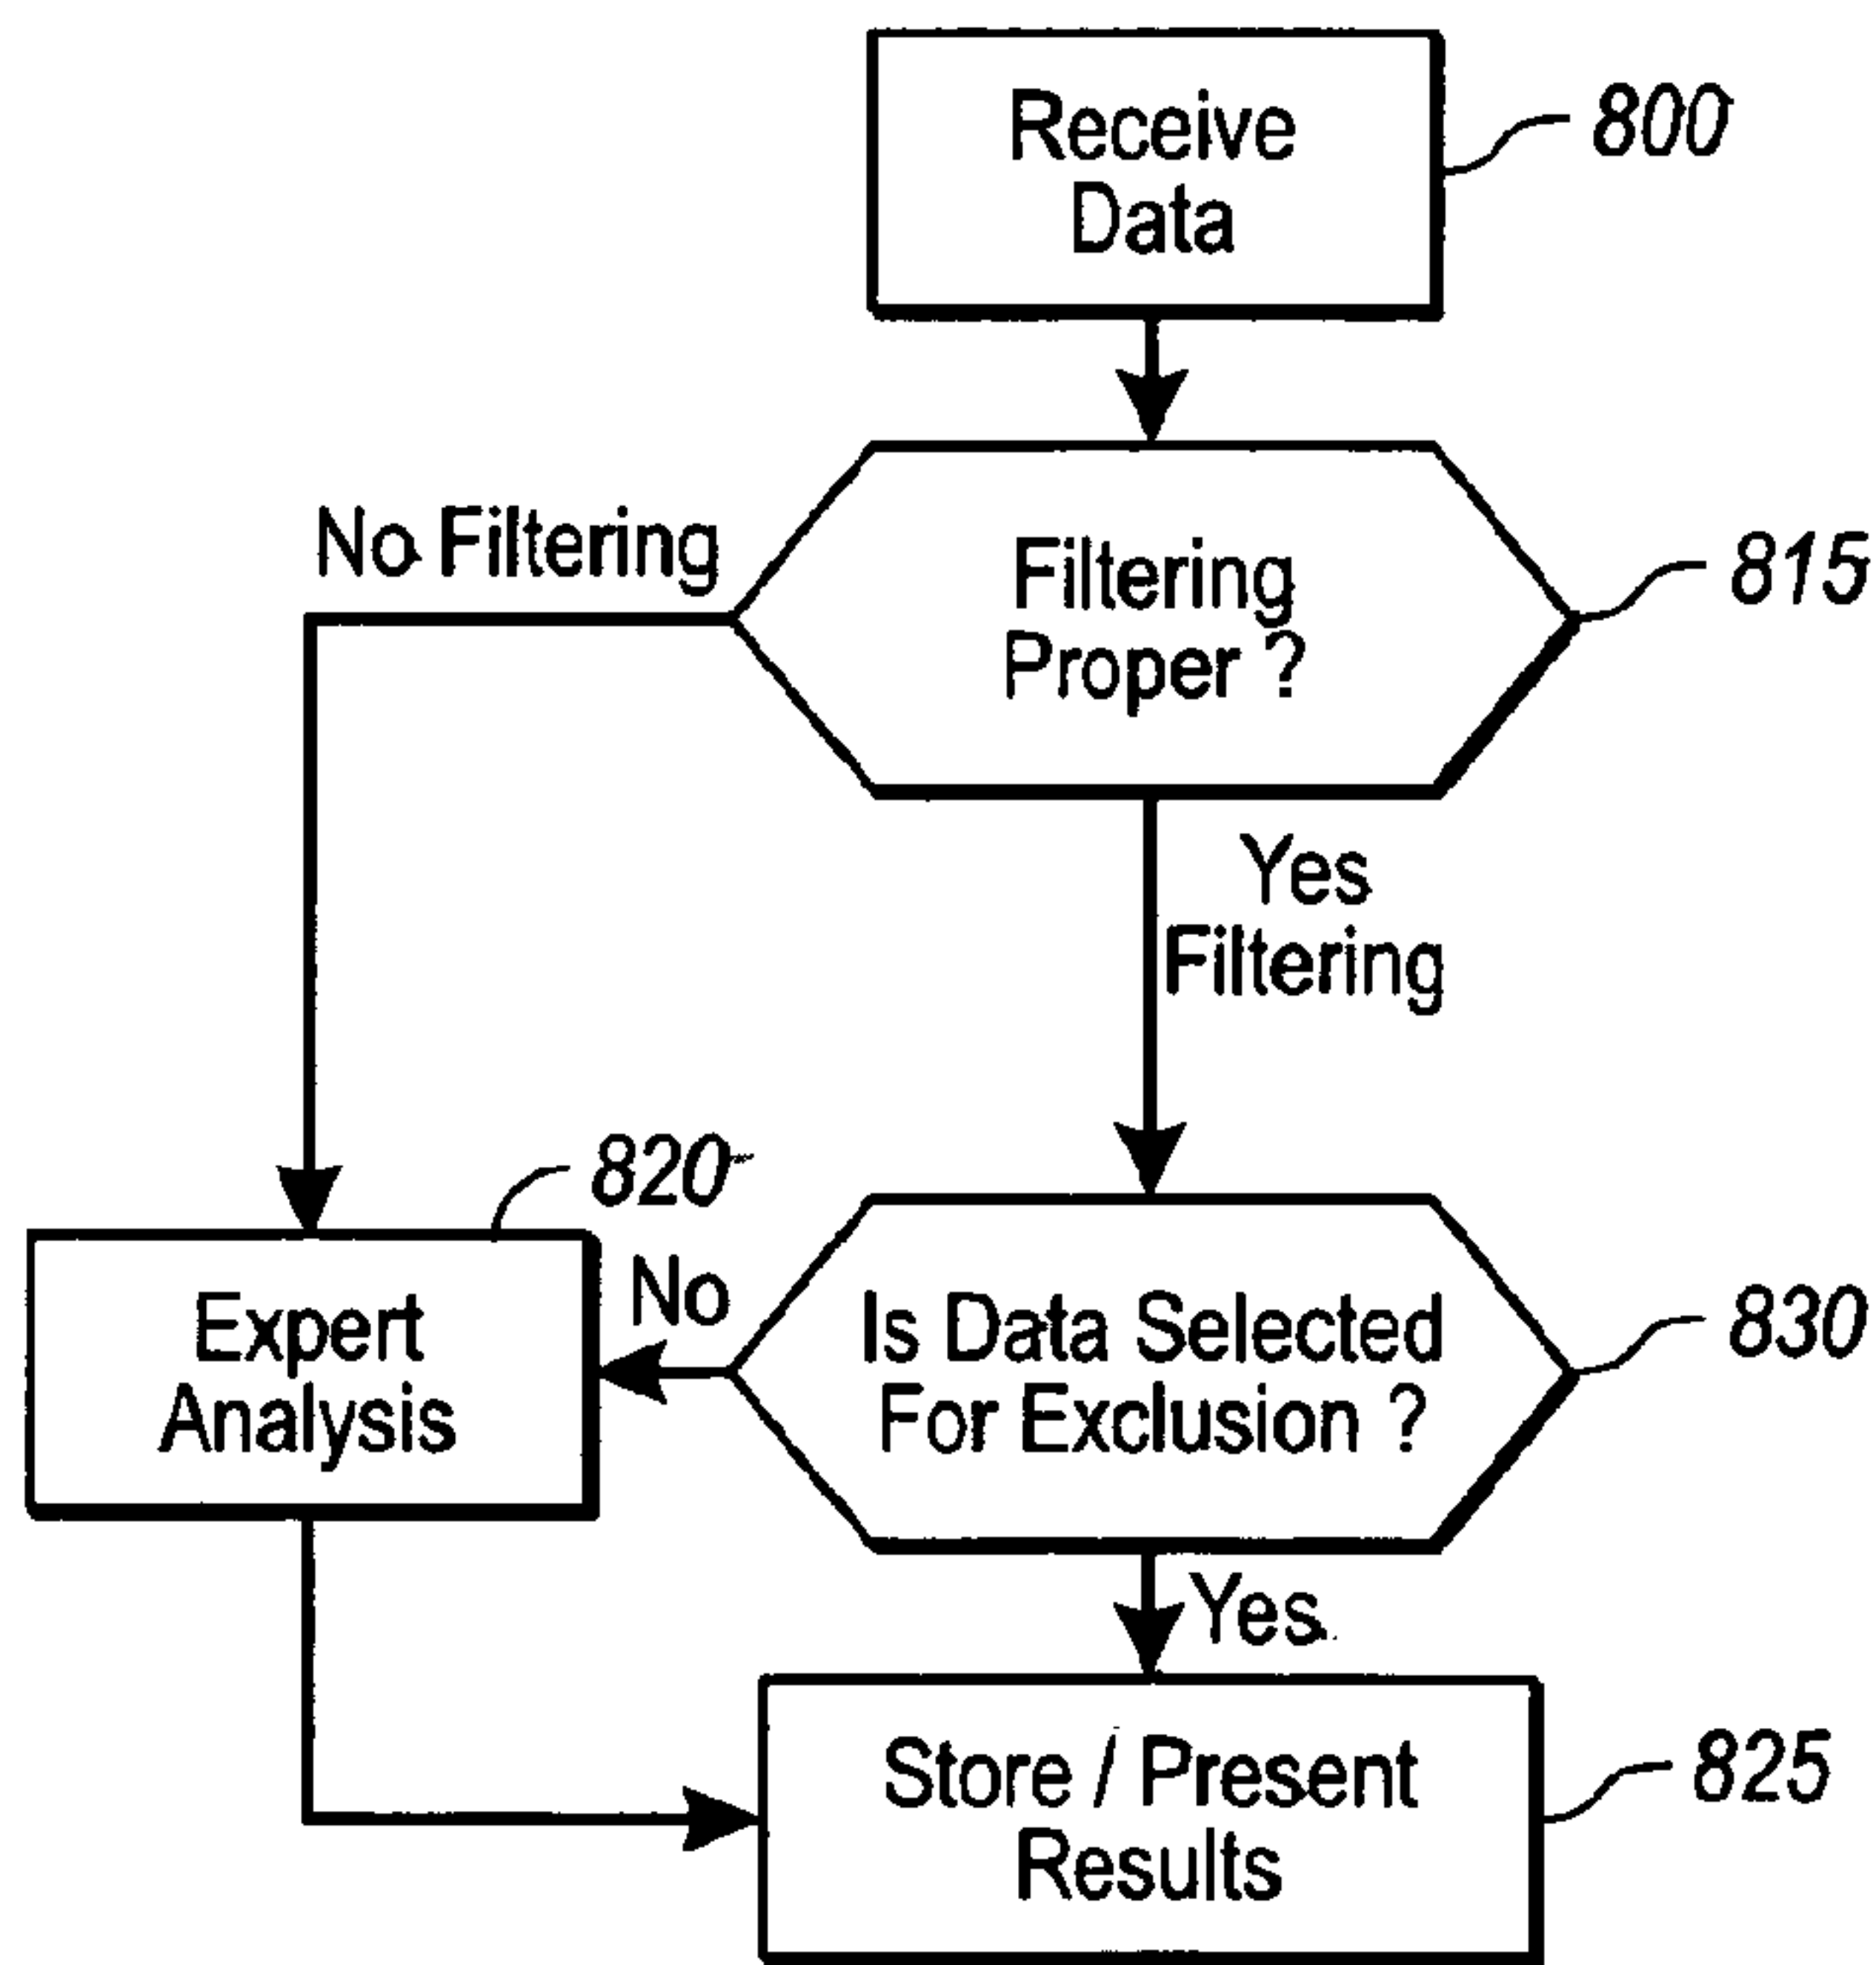 Receive
Data
800
No Filtering
Filtering
Proper ?
815
Yes
Filtering
820
Expert
Analysis
No
Is Data Selected
For Exclusion ?
830
Yes
Store / Present
Results
825